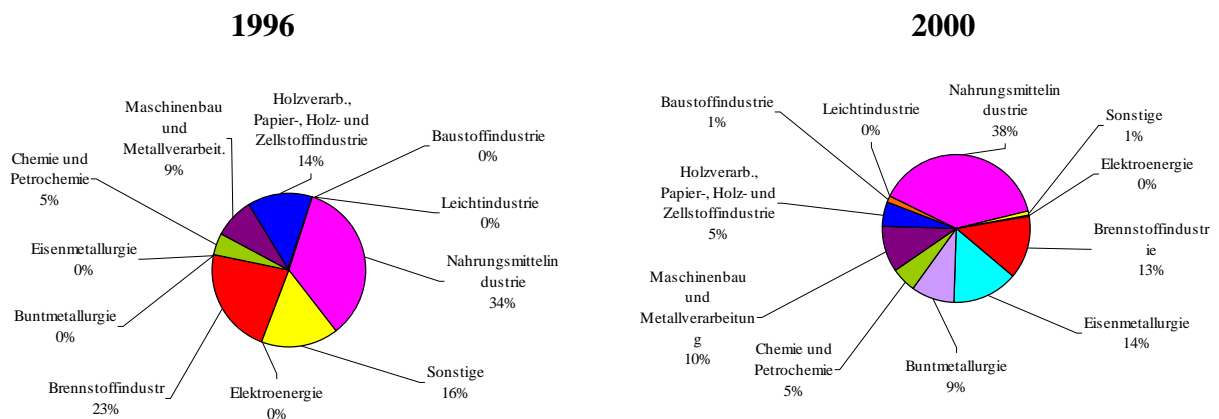 1996
Holzverarb.,
Papier-, Holz- und
Zellstoffindustrie
14%
Maschinenbau
und
Metallverarbeit.
9%
Baustoffindustrie
0%
Chemie und
Petrochemie
5%
Leichtindustrie
0%
Eisenmetallurgie
0%
Nahrungsmittelin
dustrie
34%
Buntmetallurgie
0%
Brennstoffindustr
23%
Elektroenergie
0%
Sonstige
16%
2000
Nahrungsmittelin
dustrie
38%
Leichtindustrie
0%
Baustoffindustrie
1%
Sonstige
1%
Elektroenergie
0%
Holzverarb.,
Papier-, Holz- und
Zellstoffindustrie
5%
Brennstoffindustr
ie
13%
Maschinenbau
und
Metallverarbeitun
g
10%
Eisenmetallurgie
14%
Chemie und
Petrochemie
5%
Buntmetallurgie
9%